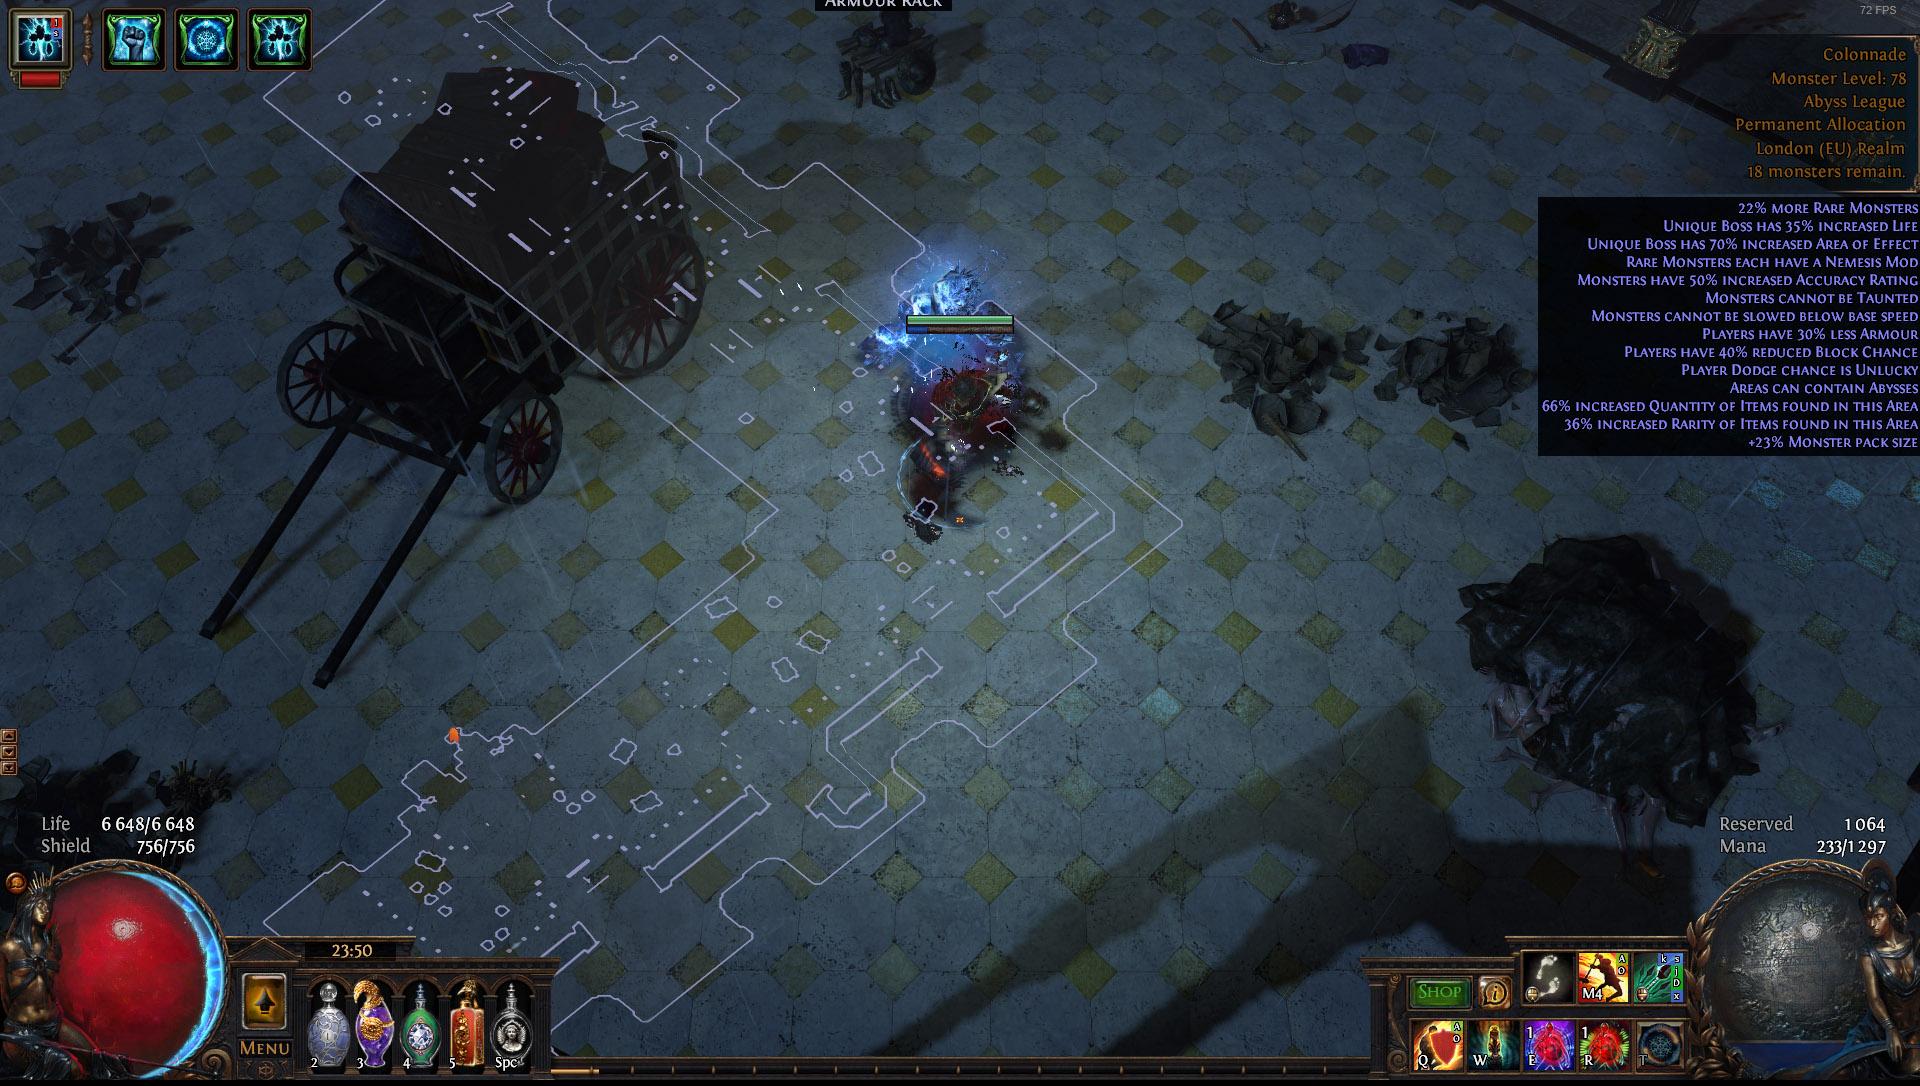 ARMOUR RACK
72 FPS
1
s
Colonnade
Monster Level: 78
Abyss League
Permanent Allocation
London (EU) Realm
18 monsters remain.
22% more Rare Monsters
Unique Boss has 35% increased Life
Unique Boss has 70% increased Area of Effect
Rare Monsters each have a Nemesis Mod
Monsters have 50% increased Accuracy Rating
Monsters cannot be Taunted
Monsters cannot be slowed below base speed
Players have 30% less Armour
Players have 40% reduced Block Chance
Player Dodge chance is Unlucky
Areas can contain Abysses
66% increased Quantity of Items found in this Area
36% increased Rarity of Items found in this Area
+23% Monster pack size
Life 6 648/6 648
Shield 756/756
Reserved 1 064
Mana 233/1 297
23:50
Menu
2 3 4 5 Spc
Shop
M4 A O
k s j D x
Q A O W 1 E 1 R T